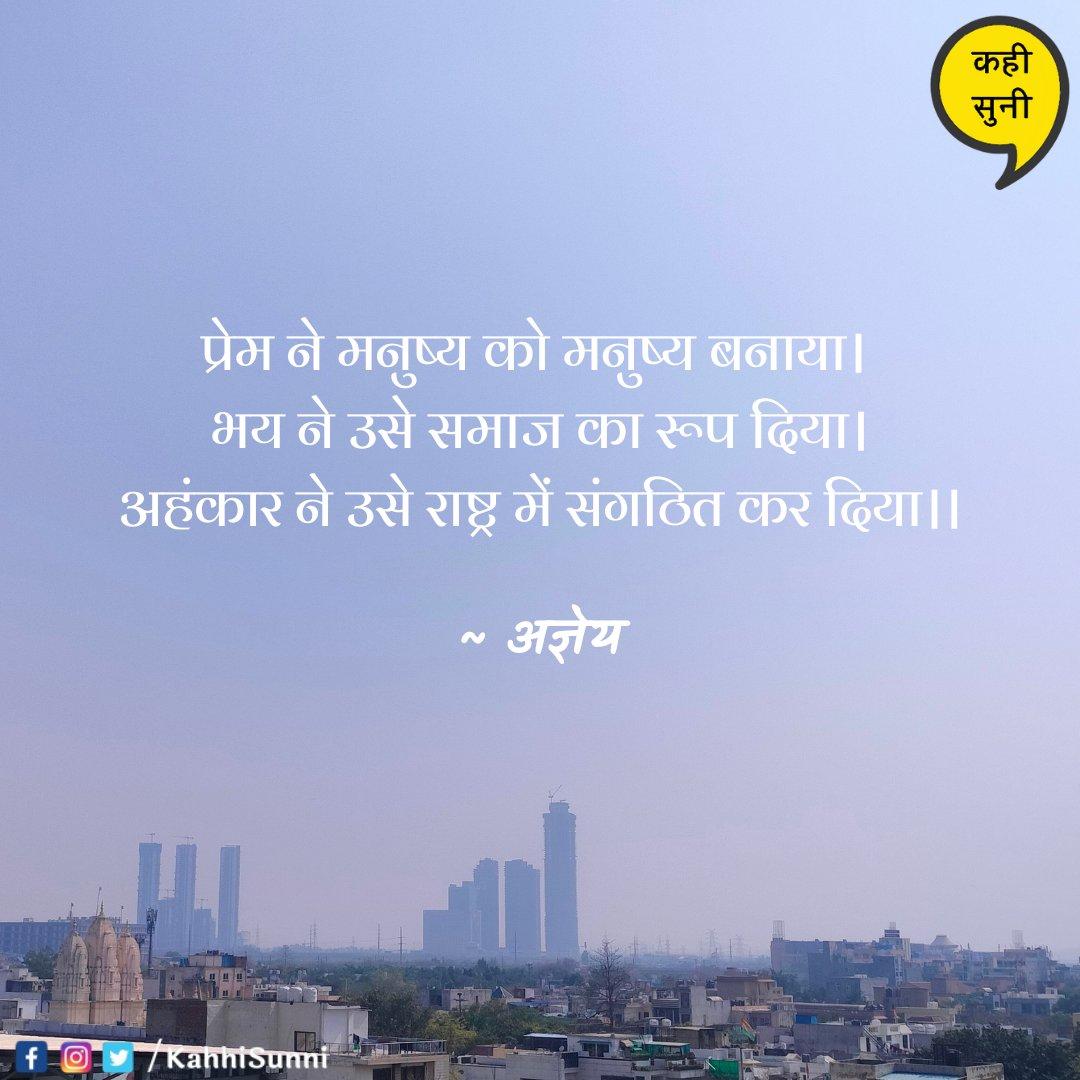 कही
सुनी
प्रेम ने मनुष्य को मनुष्य बनाया।
भय ने उसे समाज का रूप दिया।
अहंकार ने उसे राष्ट्र में संगठित कर दिया।।
~ अज्ञेय
/KahhiSunni